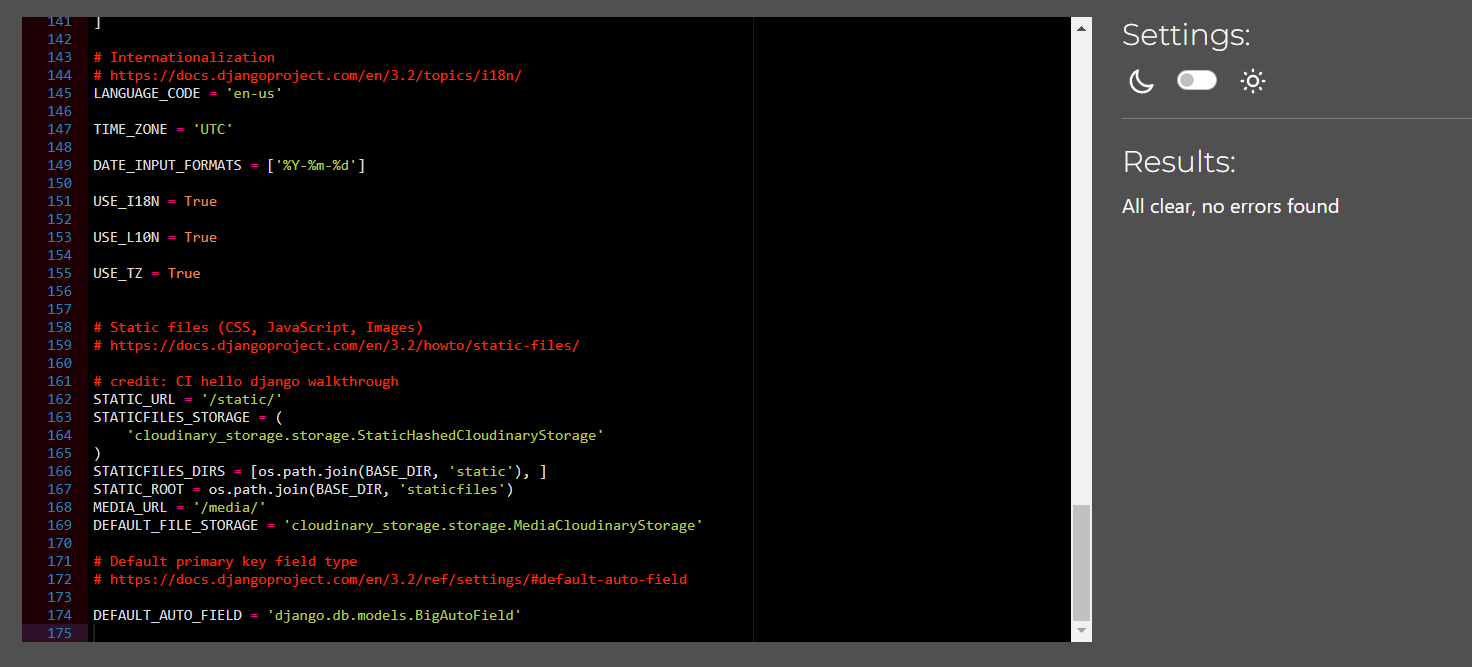 141 ]
142
143 # Internationalization
144 # https://docs.djangoproject.com/en/3.2/topics/i18n/
145 LANGUAGE_CODE = 'en-us'
146
147 TIME_ZONE = 'UTC'
148
149 DATE_INPUT_FORMATS = ['%Y-%m-%d']
150
151 USE_I18N = True
152
153 USE_L10N = True
154
155 USE_TZ = True
156
157
158 # Static files (CSS, JavaScript, Images)
159 # https://docs.djangoproject.com/en/3.2/howto/static-files/
160
161 # credit: CI hello django walkthrough
162 STATIC_URL = '/static/'
163 STATICFILES_STORAGE = (
164     'cloudinary_storage.storage.StaticHashedCloudinaryStorage'
165 )
166 STATICFILES_DIRS = [os.path.join(BASE_DIR, 'static'), ]
167 STATIC_ROOT = os.path.join(BASE_DIR, 'staticfiles')
168 MEDIA_URL = '/media/'
169 DEFAULT_FILE_STORAGE = 'cloudinary_storage.storage.MediaCloudinaryStorage'
170
171 # Default primary key field type
172 # https://docs.djangoproject.com/en/3.2/ref/settings/#default-auto-field
173
174 DEFAULT_AUTO_FIELD = 'django.db.models.BigAutoField'
175
Settings:
Results:
All clear, no errors found